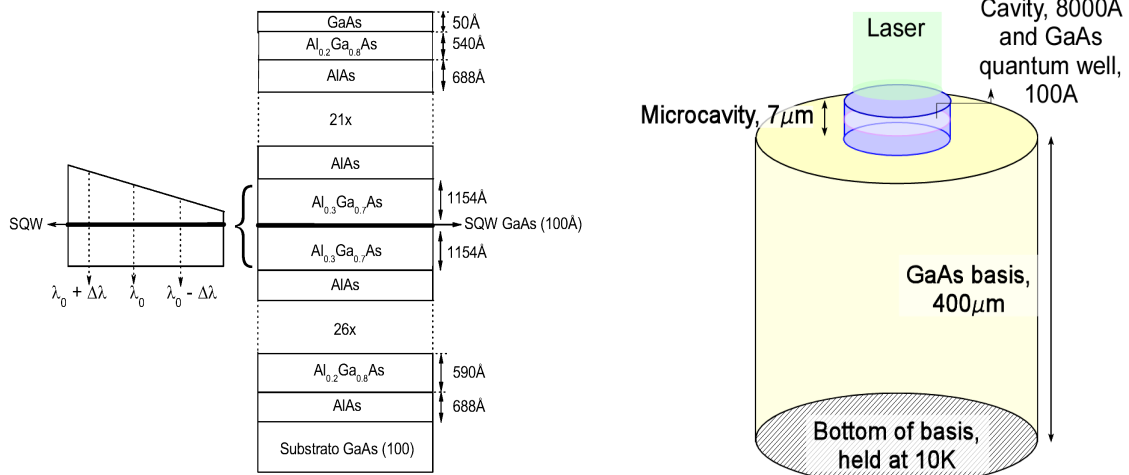 GaAs
50Å
Al0.2Ga0.8As
540Å
AlAs
688Å
21x
AlAs
1154Å
Al0.3Ga0.7As
SQW
SQW GaAs (100Å)
Al0.3Ga0.7As
1154Å
AlAs
λ0 + Δλ
λ0
λ0 - Δλ
26x
Al0.2Ga0.8As
590Å
AlAs
688Å
Substrato GaAs (100)
Laser
Cavity, 8000A
and GaAs
quantum well,
100A
Microcavity, 7μm
GaAs basis,
400μm
Bottom of basis,
held at 10K